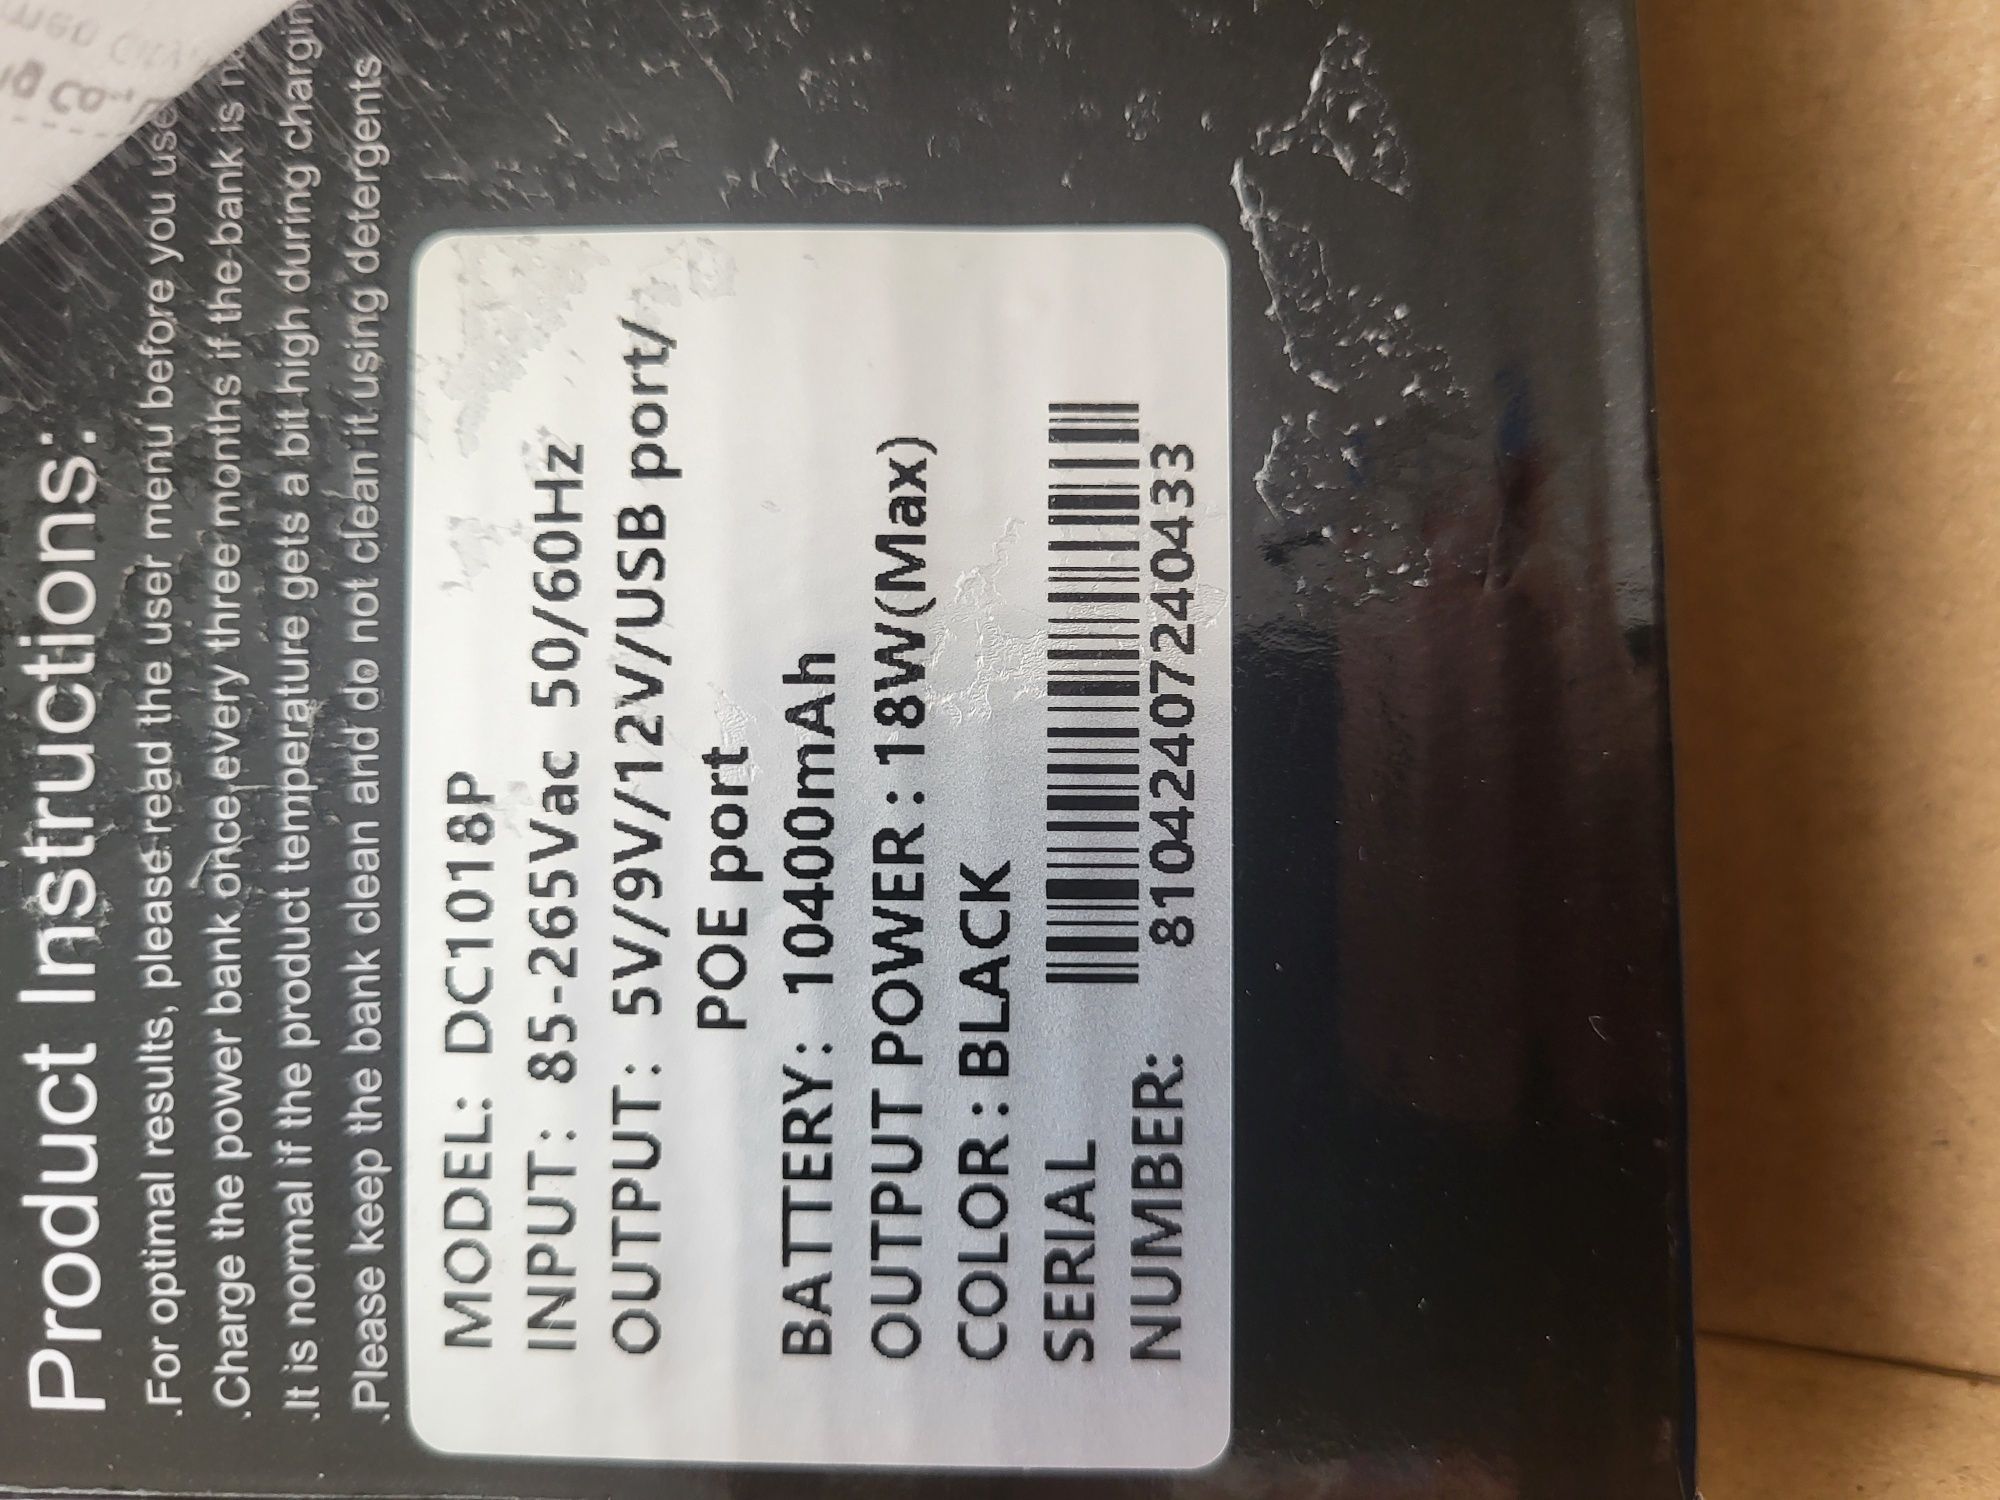 Product Instructions:
.For optimal results, please read the user menu before you use
.Charge the power bank once every three months if the bank is
.It is normal if the product temperature gets a bit high during
.Please keep the bank clean and do not clean it using detergents
MODEL: DC1018P
INPUT: 85-265Vac 50/60Hz
OUTPUT: 5V/9V/12V/USB port/
POE port
BATTERY: 10400mAh
OUTPUT POWER : 18W(Max)
COLOR : BLACK
SERIAL
NUMBER:
81042407240433